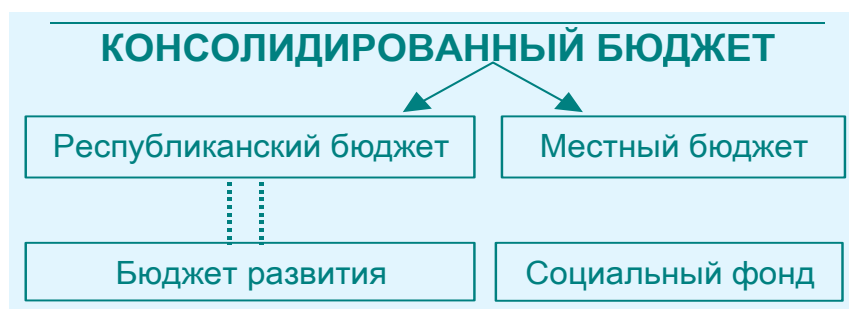 КОНСОЛИДИРОВАННЫЙ БЮДЖЕТ
Республиканский бюджет
Местный бюджет
Бюджет развития
Социальный фонд